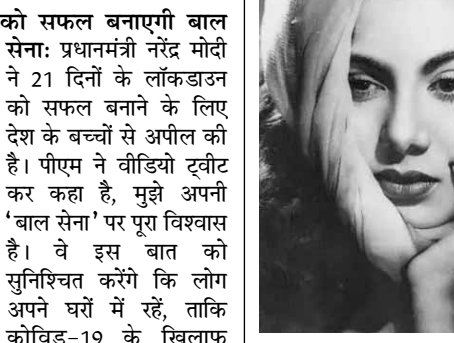 को सफल बनाएगी बाल
सेना: प्रधानमंत्री नरेंद्र मोदी
ने 21 दिनों के लॉकडाउन
को सफल बनाने के लिए
देश के बच्चों से अपील की
है। पीएम ने वीडियो ट्वीट
कर कहा है, मुझे अपनी
‘बाल सेना’ पर पूरा विश्वास
है। वे इस बात को
सुनिश्चित करेंगे कि लोग
अपने घरों में रहें, ताकि
कोविड-19 के खिलाफ